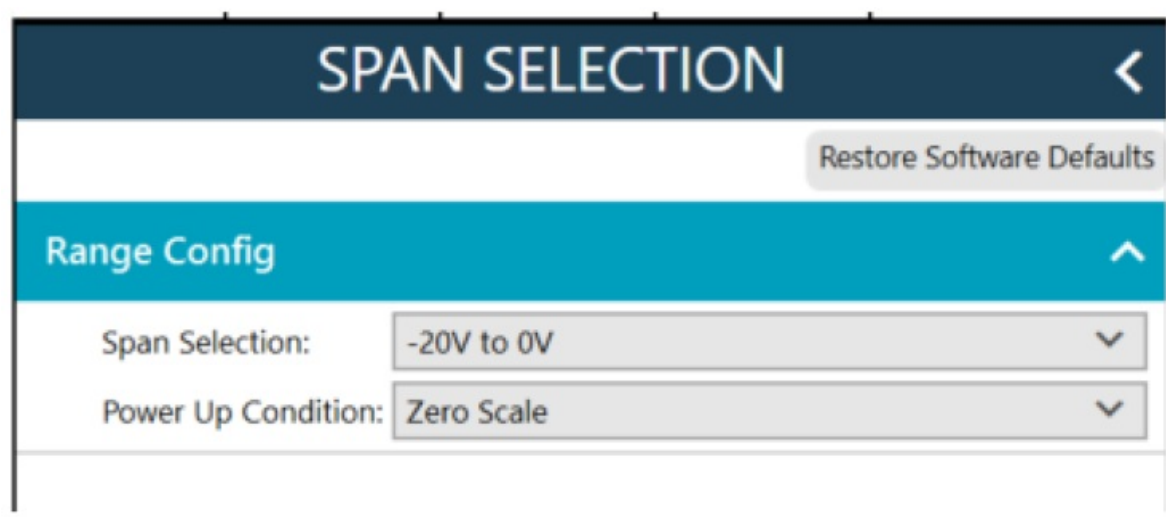 SPAN SELECTION
Restore Software Defaults
Range Config
Span Selection: -20V to 0V
Power Up Condition: Zero Scale